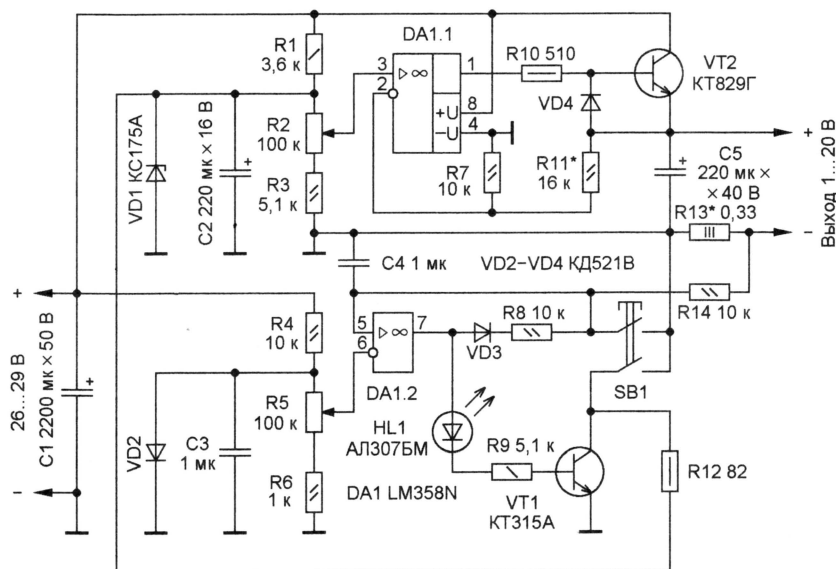 DA1.1
R1
3,6 к
3
2
▷ ∞
1
+U
8
−U
4
R10 510
VT2
КТ829Г
VD4
R2
100 к
R3
5,1 к
VD1 КС175А
C2 220 мк × 16 В
+
R7
10 к
R11*
16 к
+
C5
220 мк ×
× 40 В
+
R13* 0,33
−
Выход 1...20 В
C4 1 мк
VD2−VD4 КД521В
R14 10 к
+
26...29 В
C1 2200 мк × 50 В
+
−
R4
10 к
5
6
▷ ∞
7
DA1.2
VD3
R8 10 к
SB1
VD2
C3
1 мк
R5
100 к
R6
1 к
HL1
АЛ307БМ
R9 5,1 к
DA1 LM358N
VT1
КТ315А
R12 82